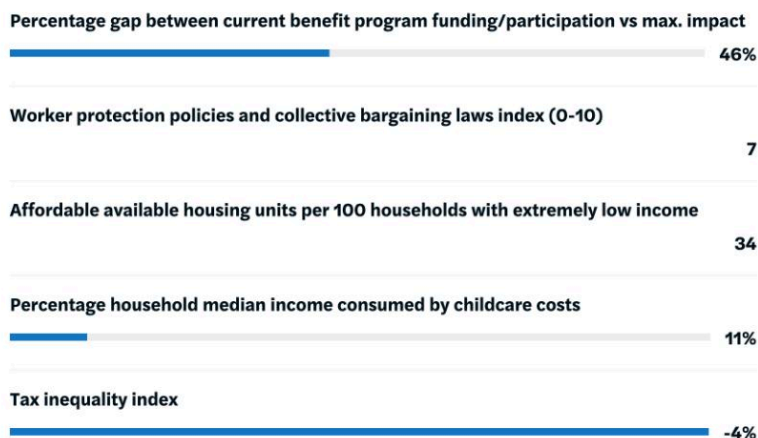 Percentage gap between current benefit program funding/participation vs max. impact
46%
Worker protection policies and collective bargaining laws index (0-10)
7
Affordable available housing units per 100 households with extremely low income
34
Percentage household median income consumed by childcare costs
11%
Tax inequality index
-4%